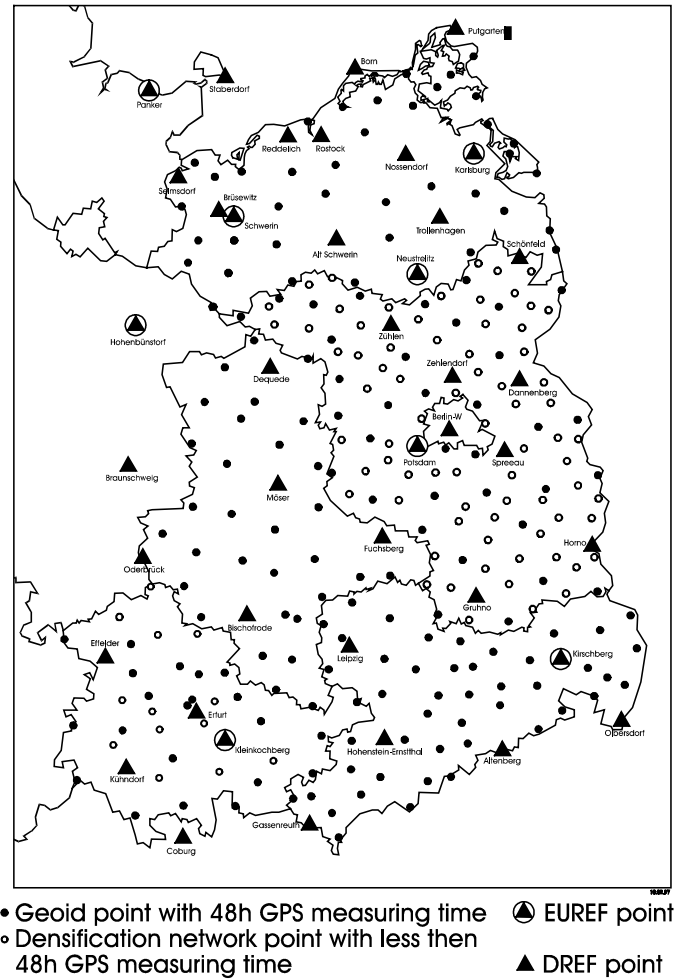 Putgarten
Born
Staberdorf
Panker
Reddelich
Rostock
Nossendorf
Karlsburg
Selmsdorf
Brüsewitz
Schwerin
Trollenhagen
Alt Schwerin
Schönfeld
Neustrelitz
Hohenbünstorf
Zühlen
Dequede
Zehlendorf
Dannenberg
Berlin-W
Potsdam
Spreeau
Braunschweig
Möser
Fuchsberg
Horno
Oderbrück
Gruhno
Bischofrode
Effelder
Leipzig
Kirschberg
Erfurt
Olbersdorf
Kleinkochberg
Hohenstein-Ernstthal
Altenberg
Kühndorf
Gassenreuth
Coburg
Geoid point with 48h GPS measuring time
EUREF point
Densification network point with less then
48h GPS measuring time
DREF point